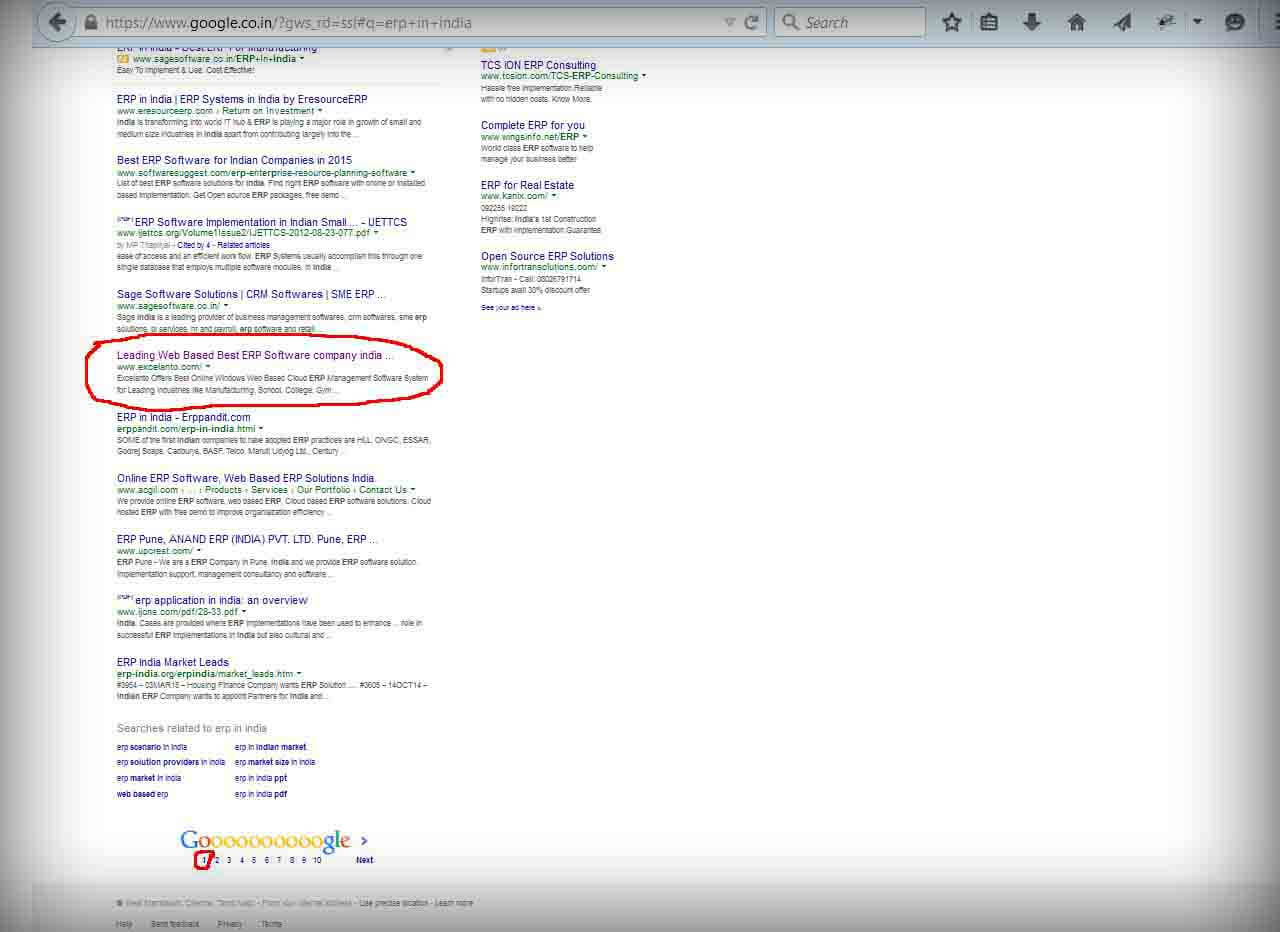 https://www.google.co.in/?gws_rd=ssl#q=erp+in+india
Search
ERP in India - Best ERP For Manufacturing
www.sagesoftware.co.in/ERP+In+India
Easy To Implement & Use. Cost Effective!
ERP in India | ERP Systems in India by EresourceERP
www.eresourceerp.com › Return on Investment
India is transforming into world IT hub & ERP is playing a major role in growth of small and
medium size industries in India apart from contributing largely into the ...
Best ERP Software for Indian Companies in 2015
www.softwaresuggest.com/erp-enterprise-resource-planning-software
List of best ERP software solutions for India. Find right ERP software with online or installed
based implementation. Get Open source ERP packages, free demo ...
[PDF] ERP Software Implementation in Indian Small ... - IJETTCS
www.ijettcs.org/Volume1Issue2/IJETTCS-2012-08-23-077.pdf
by MP Thapliyal - Cited by 4 - Related articles
ease of access and an efficient work flow. ERP Systems usually accomplish this through one
single database that employs multiple software modules. In India ...
Sage Software Solutions | CRM Softwares | SME ERP ...
www.sagesoftware.co.in/
Sage India is a leading provider of business management softwares, crm softwares, sme erp
solutions, bi services, hr and payroll, erp software and retail ...
Leading Web Based Best ERP Software company india ...
www.excelanto.com/
Excelanto Offers Best Online Windows Web Based Cloud ERP Management Software System
for Leading Industries like Manufacturing, School, College, Gym ...
ERP in India - Erppandit.com
erppandit.com/erp-in-india.html
SOME of the first Indian companies to have adopted ERP practices are HLL, ONGC, ESSAR,
Godrej Soaps, Cadburys, BASF, Telco, Maruti Udyog Ltd., Century ...
Online ERP Software, Web Based ERP Solutions India
www.acgil.com › ... › Products › Services › Our Portfolio › Contact Us
We provide online ERP software, web based ERP, Cloud based ERP software solutions. Cloud
hosted ERP with free demo to improve organization efficiency ...
ERP Pune, ANAND ERP (INDIA) PVT. LTD. Pune, ERP ...
www.upcrest.com/
ERP Pune - We are a ERP Company in Pune, India and we provide ERP software solution,
Implementation support, management consultancy and software ...
[PDF] erp application in india: an overview
www.ijcns.com/pdf/28-33.pdf
India. Cases are provided where ERP implementations have been used to enhance ... role in
successful ERP implementations in India but also cultural and ...
ERP India Market Leads
erp-india.org/erpindia/market_leads.htm
#3954 – 03MAR15 – Housing Finance Company wants ERP Solution .... #3605 – 14OCT14 –
Indian ERP Company wants to appoint Partners for India and ...
Searches related to erp in india
erp scenario in india erp in indian market
erp solution providers in india erp market size in india
erp market in india erp in india ppt
web based erp erp in india pdf
Goooooooooogle >
1 2 3 4 5 6 7 8 9 10 Next
- From your internet address - Use precise location - Learn more
Help Send feedback Privacy Terms
TCS iON ERP Consulting
www.tcsion.com/TCS-ERP-Consulting
Hassle free Implementation.Reliable
with no hidden costs. Know More.
Complete ERP for you
www.wingsinfo.net/ERP
World class ERP software to help
manage your business better
ERP for Real Estate
www.kanix.com/
092255 19222
Highrise: India's 1st Construction
ERP with Implementation Guarantee.
Open Source ERP Solutions
www.infortransolutions.com/
InforTran - Call: 08026791714
Startups avail 30% discount offer
See your ad here »